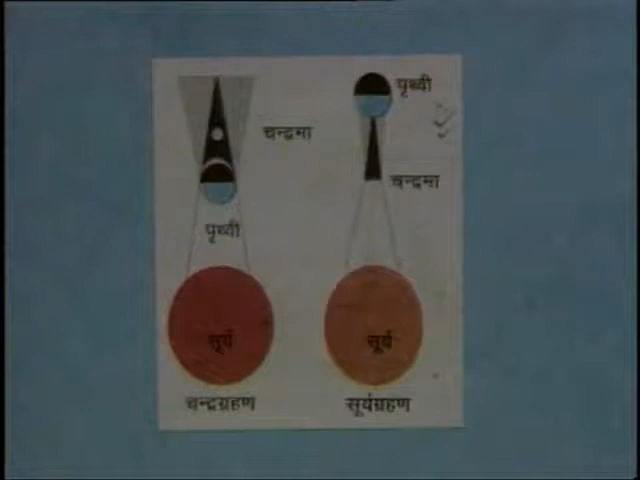 चन्द्रमा
पृथ्वी
सूर्य
चन्द्रग्रहण
पृथ्वी
चन्द्रमा
सूर्य
सूर्यग्रहण